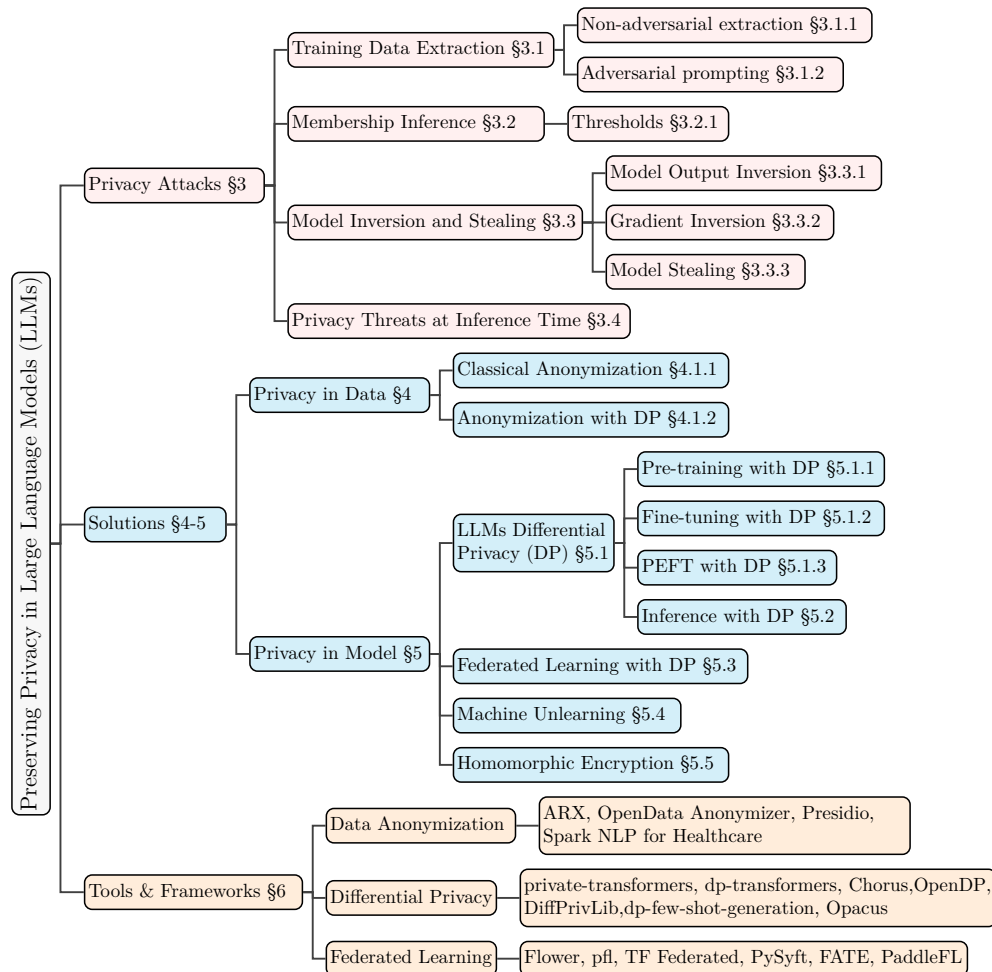 Preserving Privacy in Large Language Models (LLMs)
Privacy Attacks §3
Training Data Extraction §3.1
Non-adversarial extraction §3.1.1
Adversarial prompting §3.1.2
Membership Inference §3.2
Thresholds §3.2.1
Model Inversion and Stealing §3.3
Model Output Inversion §3.3.1
Gradient Inversion §3.3.2
Model Stealing §3.3.3
Privacy Threats at Inference Time §3.4
Solutions §4-5
Privacy in Data §4
Classical Anonymization §4.1.1
Anonymization with DP §4.1.2
Privacy in Model §5
LLMs Differential
Privacy (DP) §5.1
Pre-training with DP §5.1.1
Fine-tuning with DP §5.1.2
PEFT with DP §5.1.3
Inference with DP §5.2
Federated Learning with DP §5.3
Machine Unlearning §5.4
Homomorphic Encryption §5.5
Tools & Frameworks §6
Data Anonymization
ARX, OpenData Anonymizer, Presidio,
Spark NLP for Healthcare
Differential Privacy
private-transformers, dp-transformers, Chorus,OpenDP,
DiffPrivLib,dp-few-shot-generation, Opacus
Federated Learning
Flower, pfl, TF Federated, PySyft, FATE, PaddleFL